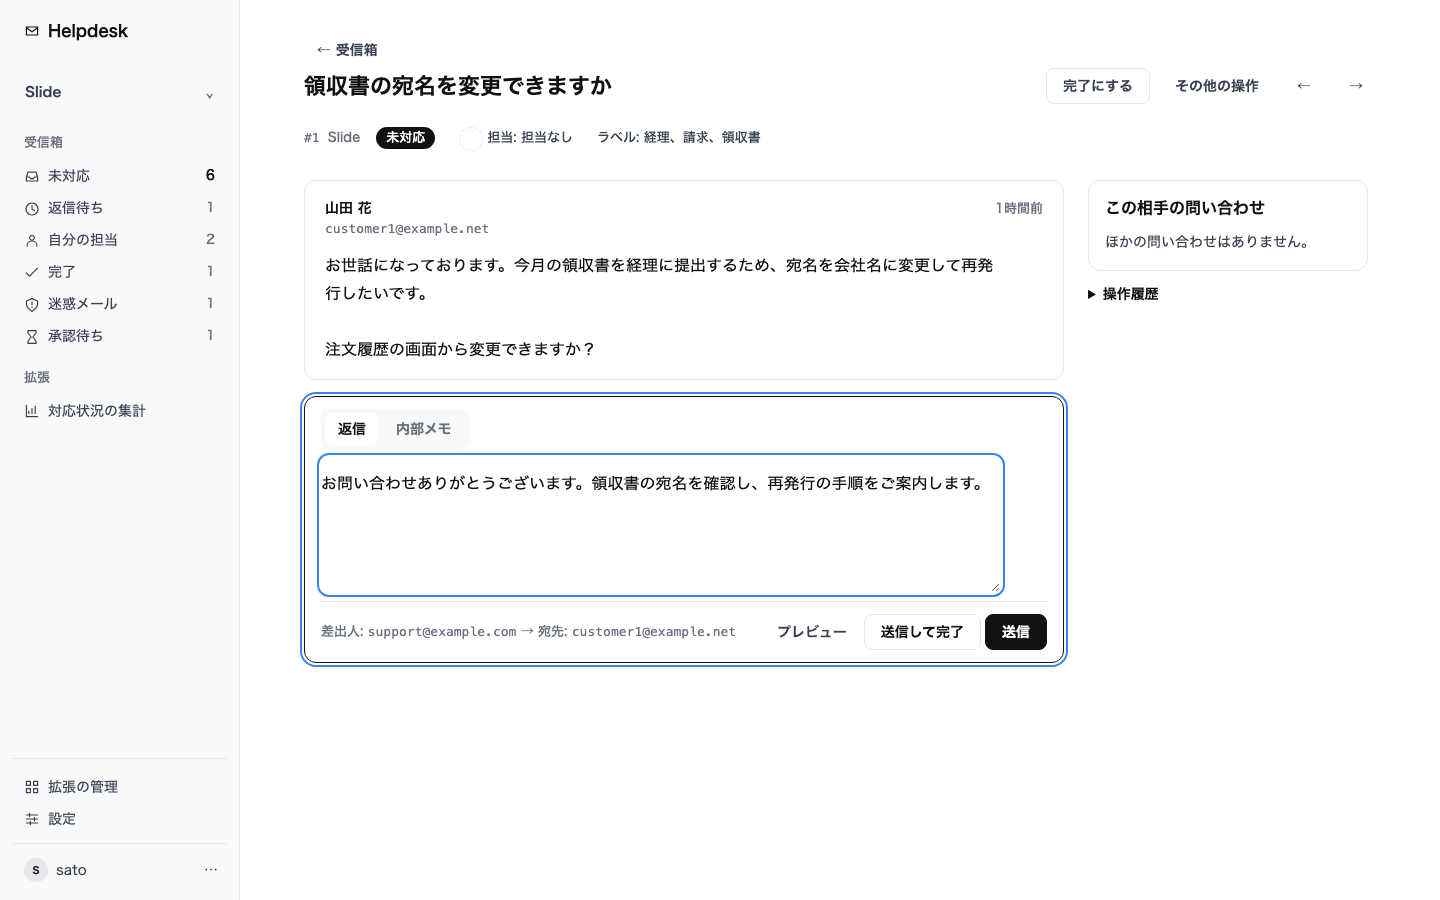 Helpdesk
Slide
受信箱
未対応 6
返信待ち 1
自分の担当 2
完了 1
迷惑メール 1
承認待ち 1
拡張
対応状況の集計
拡張の管理
設定
S sato …
← 受信箱
領収書の宛名を変更できますか
完了にする その他の操作 ← →
#1 Slide 未対応 担当: 担当なし ラベル: 経理、請求、領収書
山田 花 1時間前
customer1@example.net
お世話になっております。今月の領収書を経理に提出するため、宛名を会社名に変更して再発
行したいです。
注文履歴の画面から変更できますか？
返信 内部メモ
お問い合わせありがとうございます。領収書の宛名を確認し、再発行の手順をご案内します。
差出人: support@example.com → 宛先: customer1@example.net プレビュー 送信して完了 送信
この相手の問い合わせ
ほかの問い合わせはありません。
▶ 操作履歴